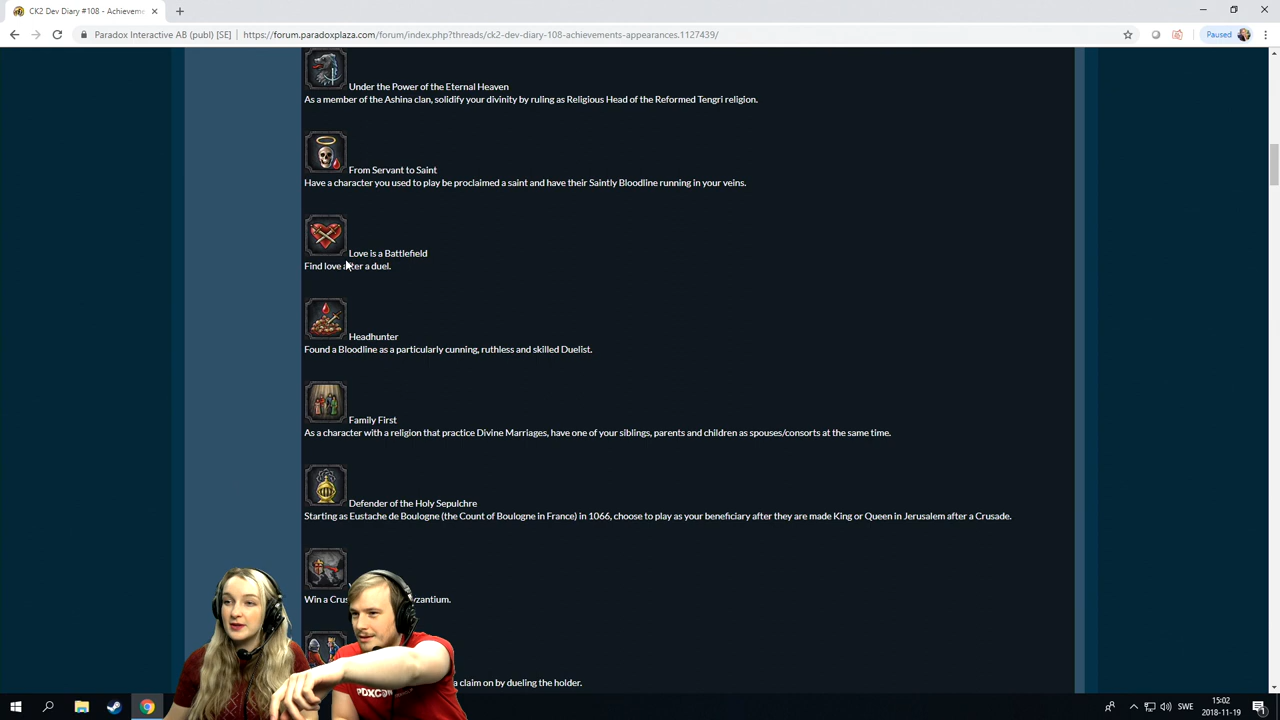 CK2 Dev Diary #108 - Achieveme
Paradox Interactive AB (publ) [SE]
https://forum.paradoxplaza.com/forum/index.php?threads/ck2-dev-diary-108-achievements-appearances.1127439/
Paused
Under the Power of the Eternal Heaven
As a member of the Ashina clan, solidify your divinity by ruling as Religious Head of the Reformed Tengri religion.
From Servant to Saint
Have a character you used to play be proclaimed a saint and have their Saintly Bloodline running in your veins.
Love is a Battlefield
Find love after a duel.
Headhunter
Found a Bloodline as a particularly cunning, ruthless and skilled Duelist.
Family First
As a character with a religion that practice Divine Marriages, have one of your siblings, parents and children as spouses/consorts at the same time.
Defender of the Holy Sepulchre
Starting as Eustache de Boulogne (the Count of Boulogne in France) in 1066, choose to play as your beneficiary after they are made King or Queen in Jerusalem after a Crusade.
Win a
a claim on by dueling the holder.
PDXCON
SWE
15:02
2018-11-19